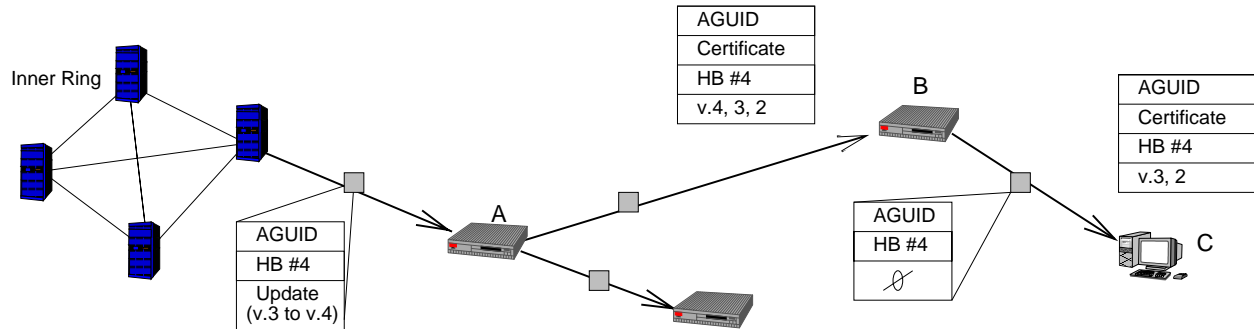 Inner Ring
AGUID
HB #4
Update
(v.3 to v.4)
A
AGUID
Certificate
HB #4
v.4, 3, 2
B
AGUID
HB #4
0
AGUID
Certificate
HB #4
v.3, 2
C